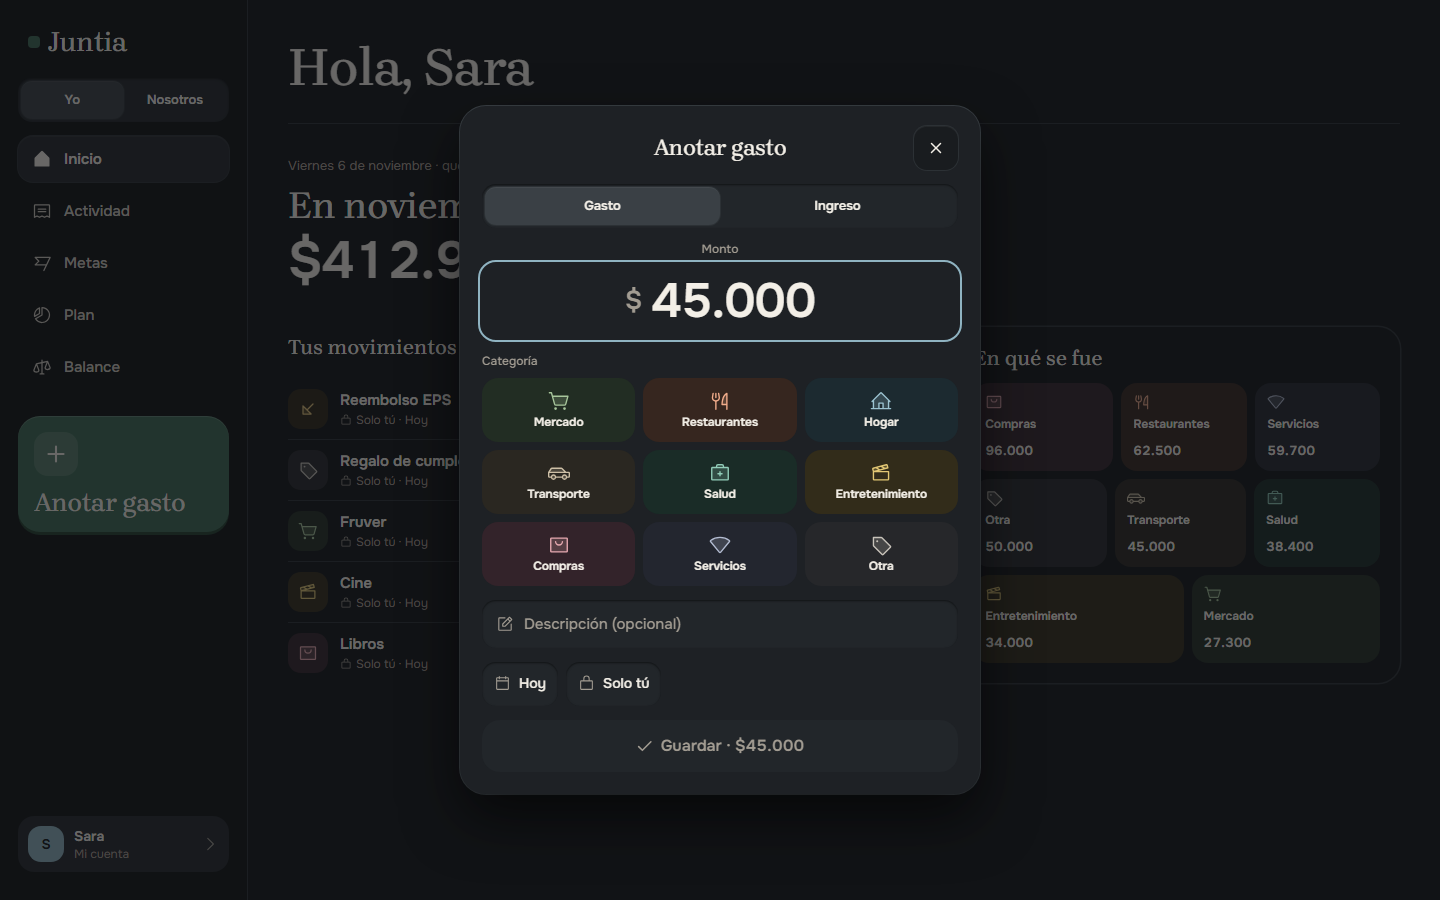 Juntia
Yo
Nosotros
Inicio
Actividad
Metas
Plan
Balance
Anotar gasto
S
Sara
Mi cuenta
Hola, Sara
Viernes 6 de noviembre ·
$412.9
Tus movimientos
Reembolso EPS
Solo tú · Hoy
Regalo de
Solo tú · Hoy
Fruver
Solo tú · Hoy
Cine
Solo tú · Hoy
Libros
Solo tú · Hoy
Anotar gasto
Gasto
Ingreso
Monto
$ 45.000
Categoría
Mercado
Restaurantes
Hogar
Transporte
Salud
Entretenimiento
Compras
Servicios
Otra
Descripción (opcional)
Hoy
Solo tú
Guardar · $45.000
En qué se fue
Compras
96.000
Restaurantes
62.500
Servicios
59.700
Otra
50.000
Transporte
45.000
Salud
38.400
Entretenimiento
34.000
Mercado
27.300